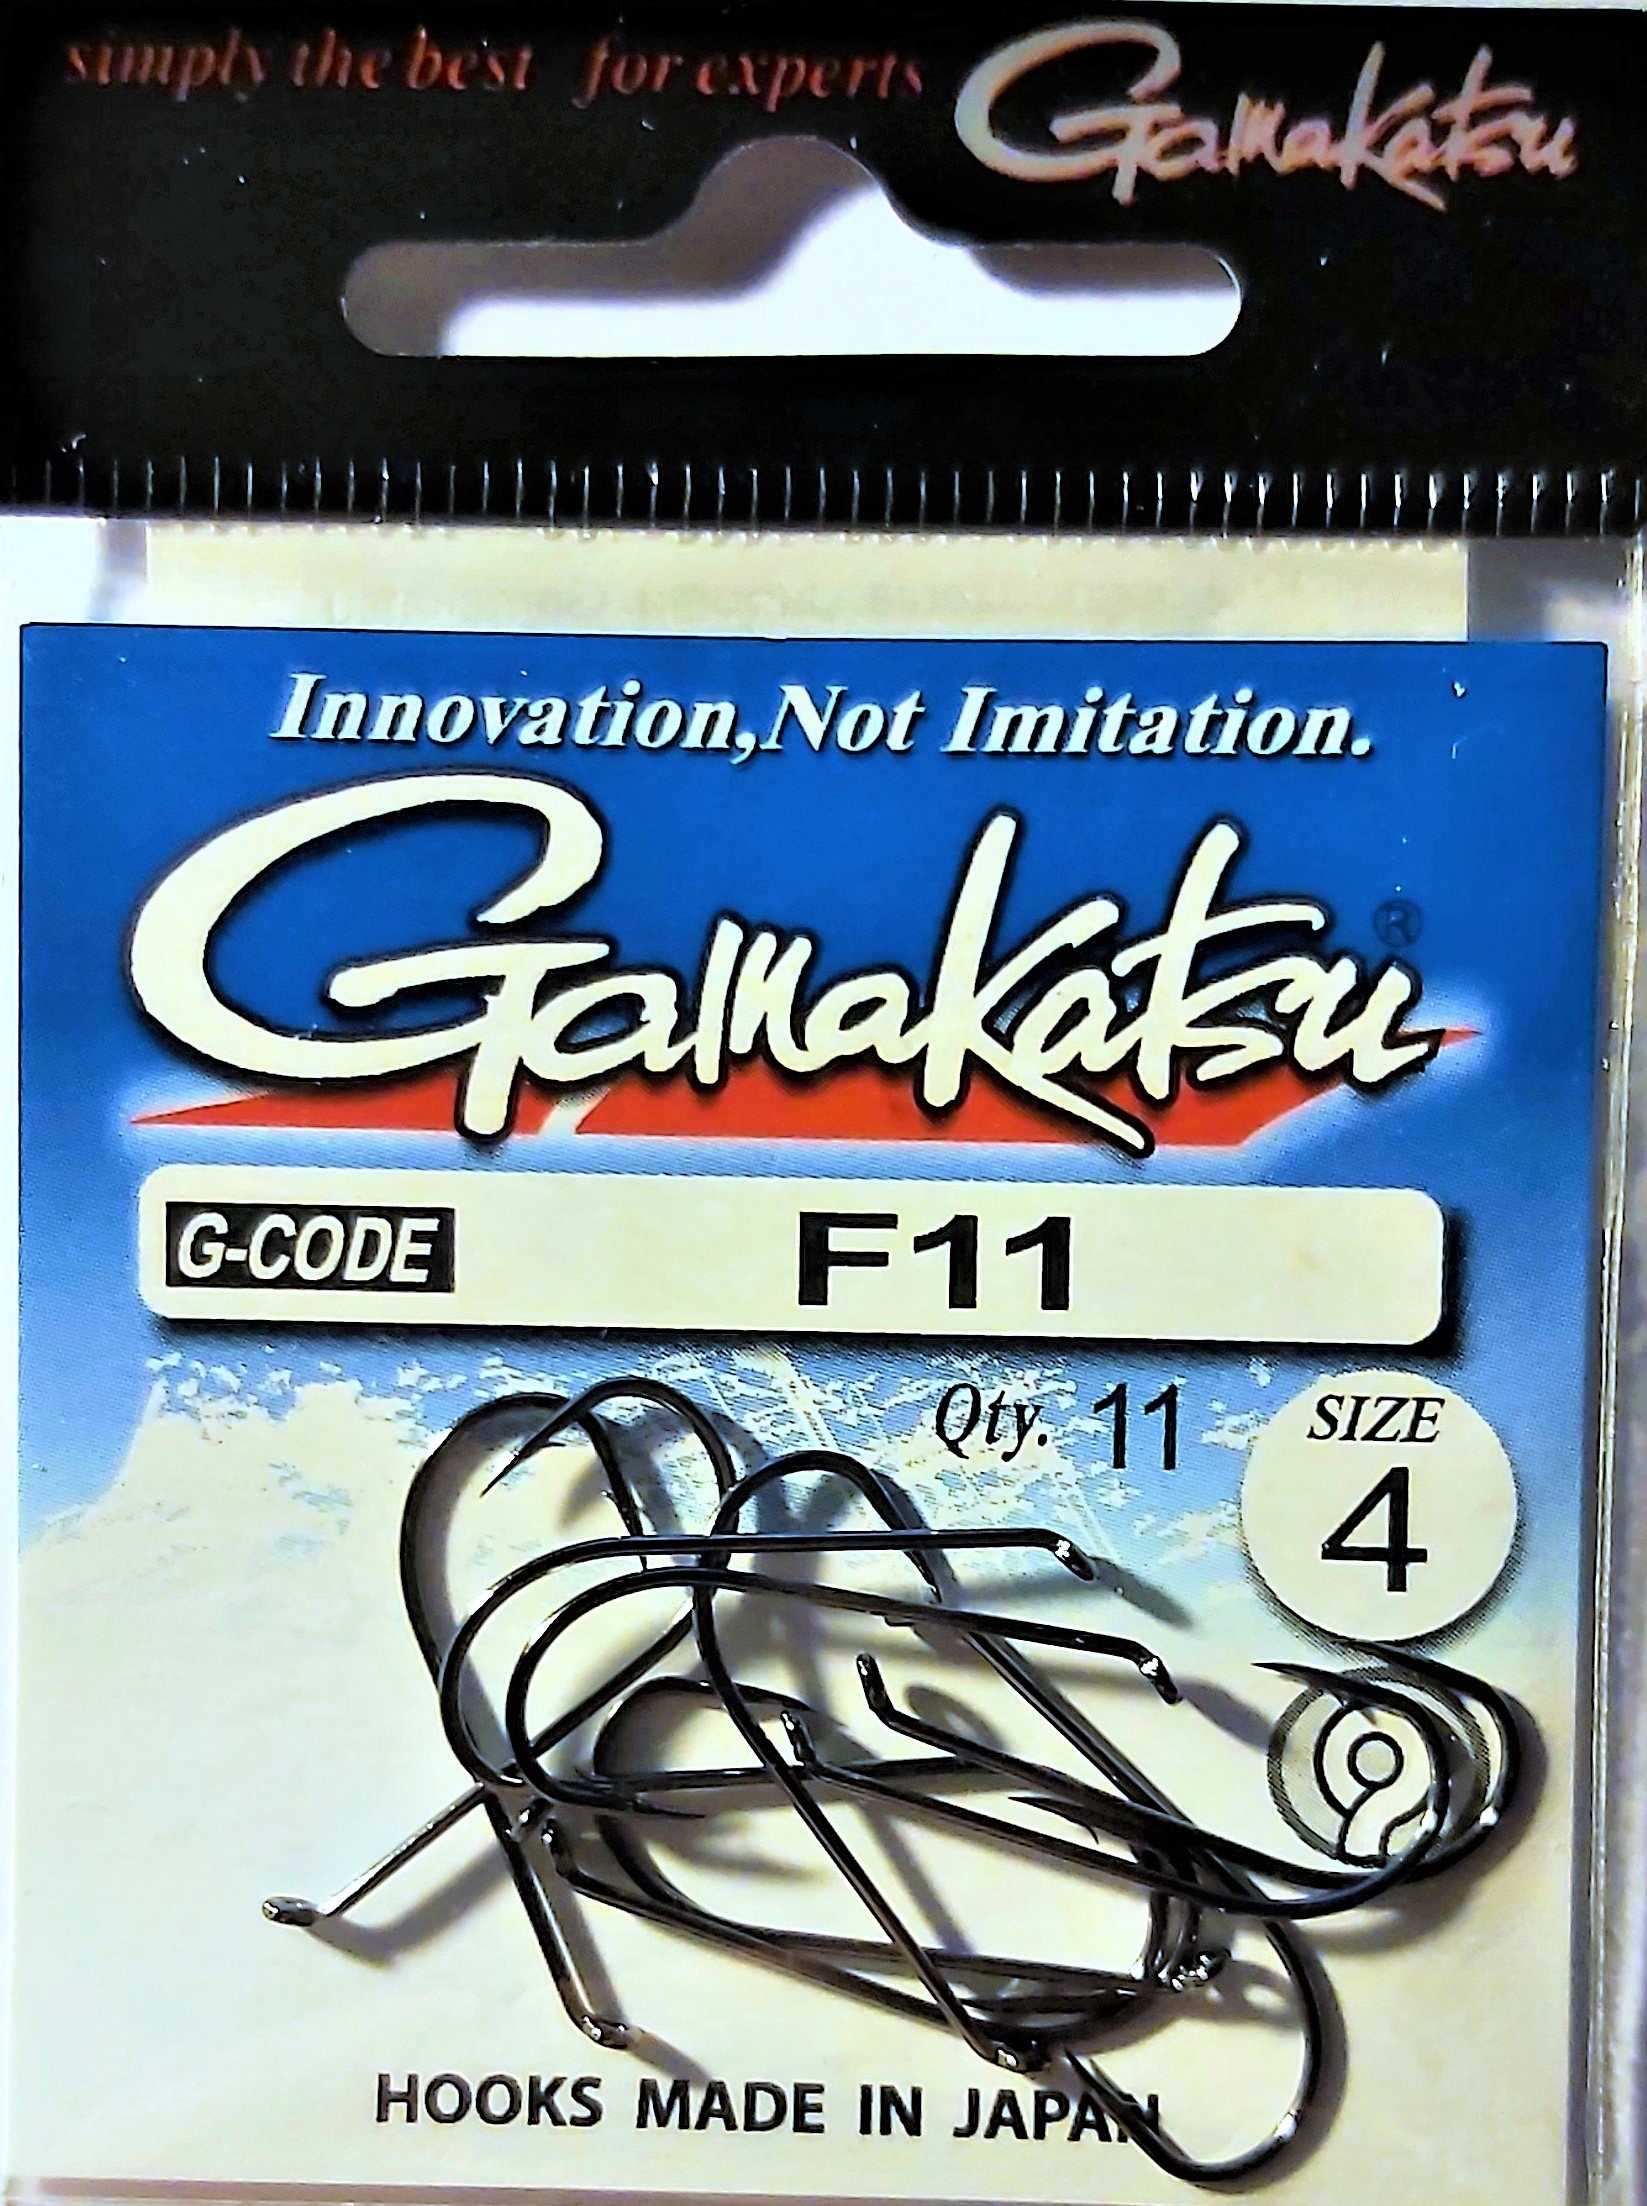 simply the best for experts Gamakatsu
Innovation,Not Imitation.
Gamakatsu ®
G-CODE F11
Qty. 11 SIZE
4
HOOKS MADE IN JAPAN